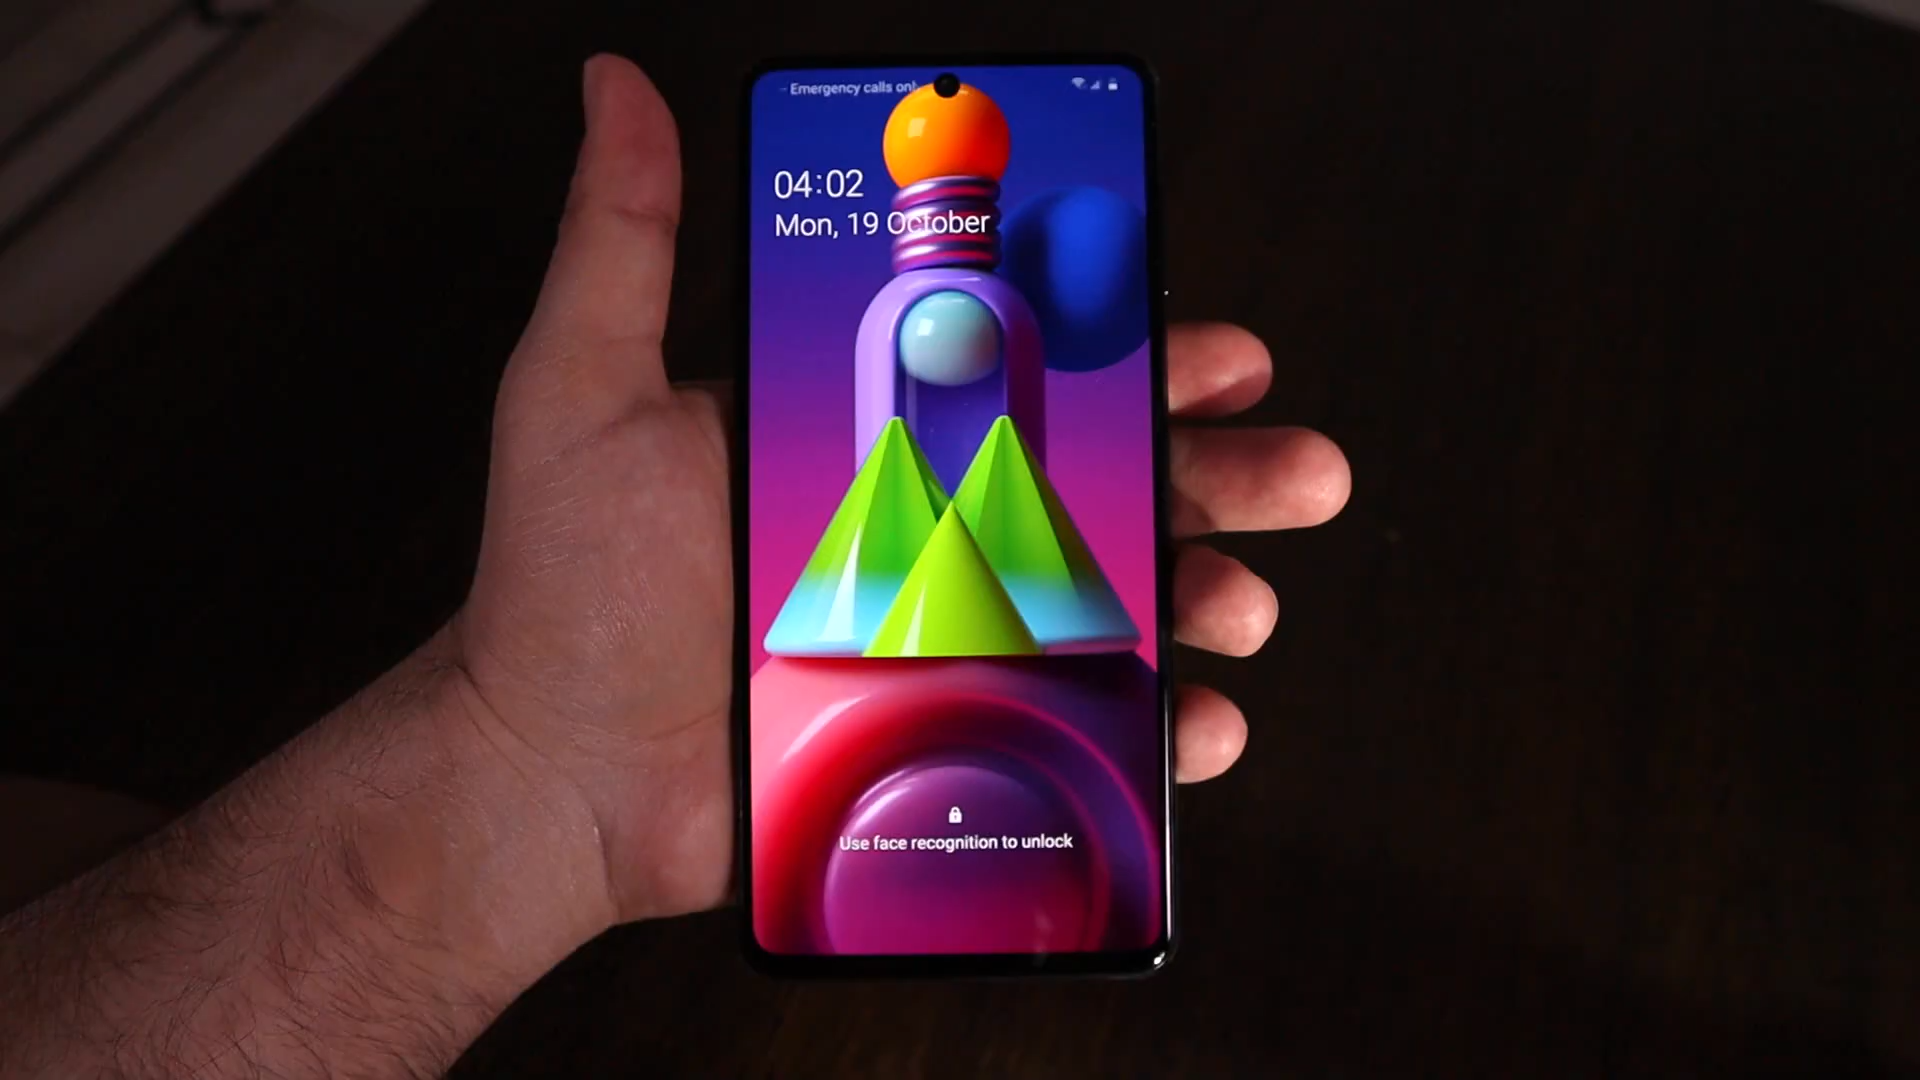 Emergency calls onl
04:02
Mon, 19 October
Use face recognition to unlock